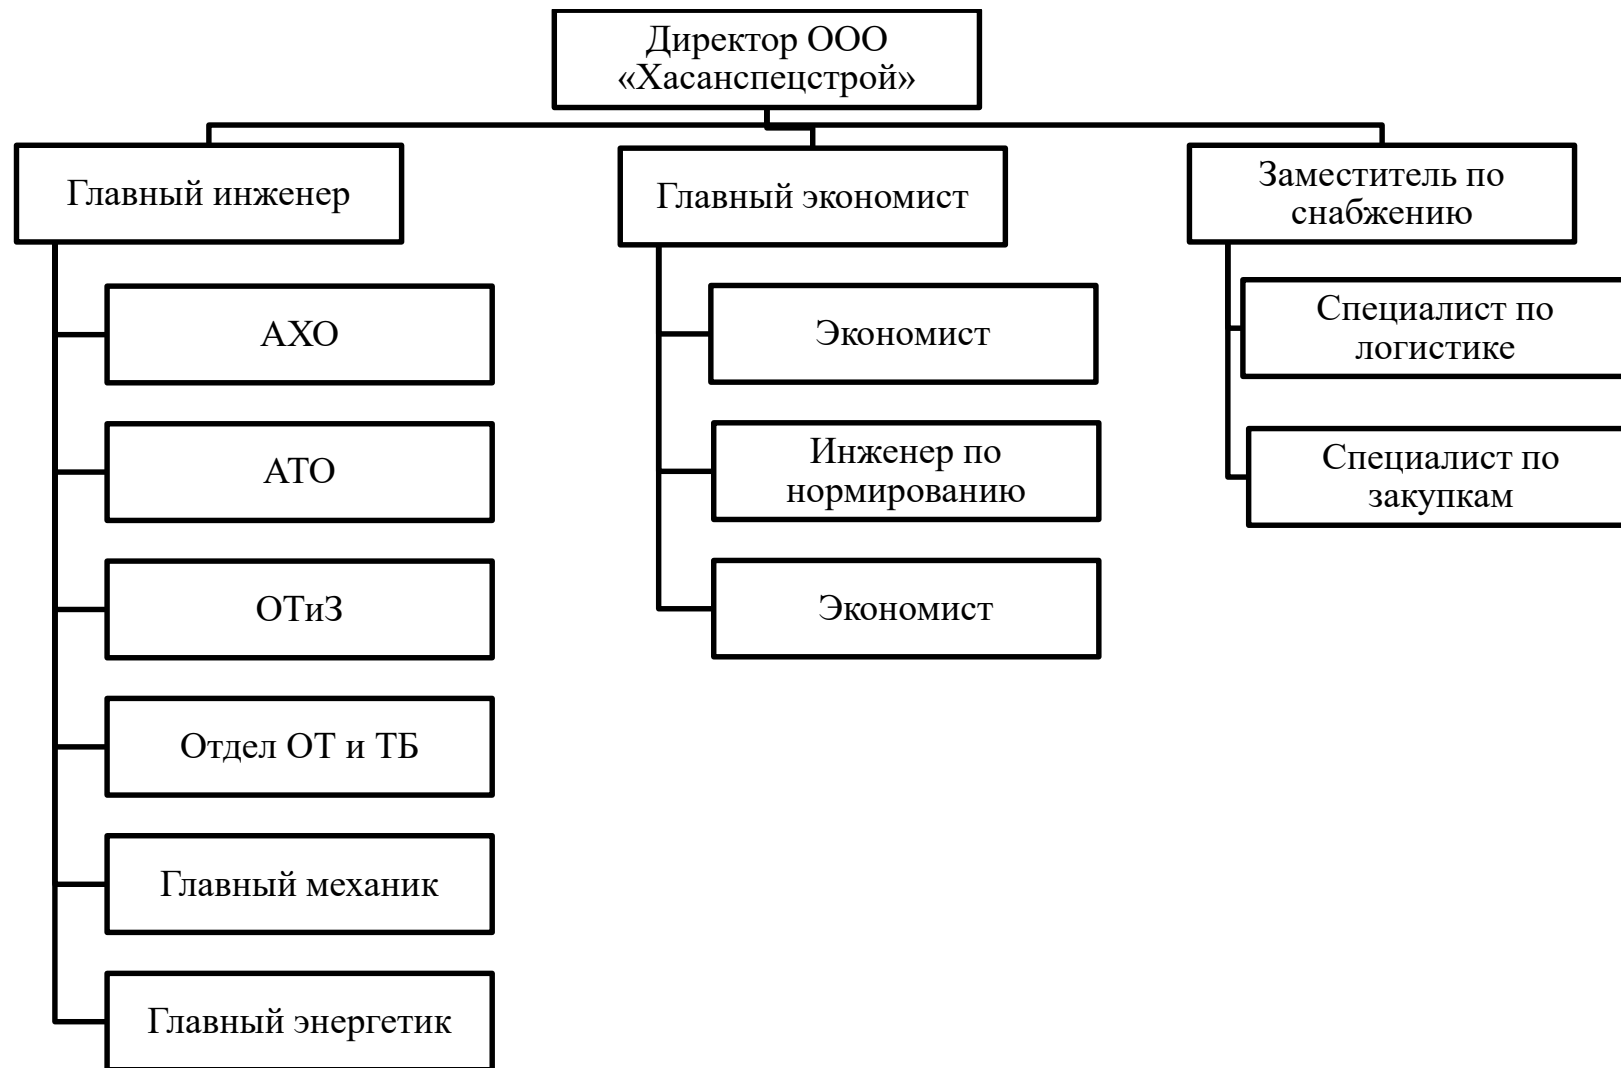 Директор ООО
«Хасанспецстрой»
Главный инженер
АХО
АТО
ОТиЗ
Отдел ОТ и ТБ
Главный механик
Главный энергетик
Главный экономист
Экономист
Инженер по
нормированию
Экономист
Заместитель по
снабжению
Специалист по
логистике
Специалист по
закупкам